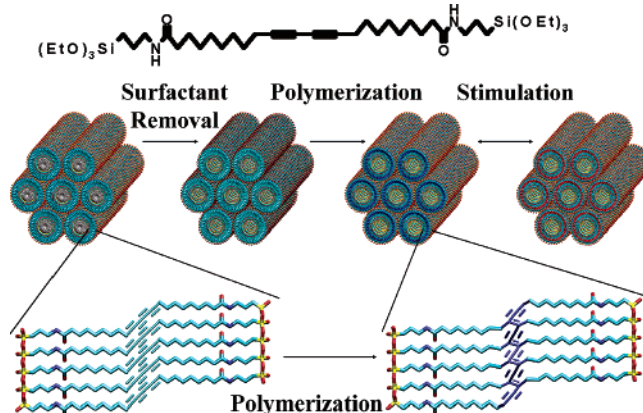 (EtO)3Si
N
H
O
O
H
N
Si(OEt)3
Surfactant
Removal
Polymerization
Stimulation
Polymerization